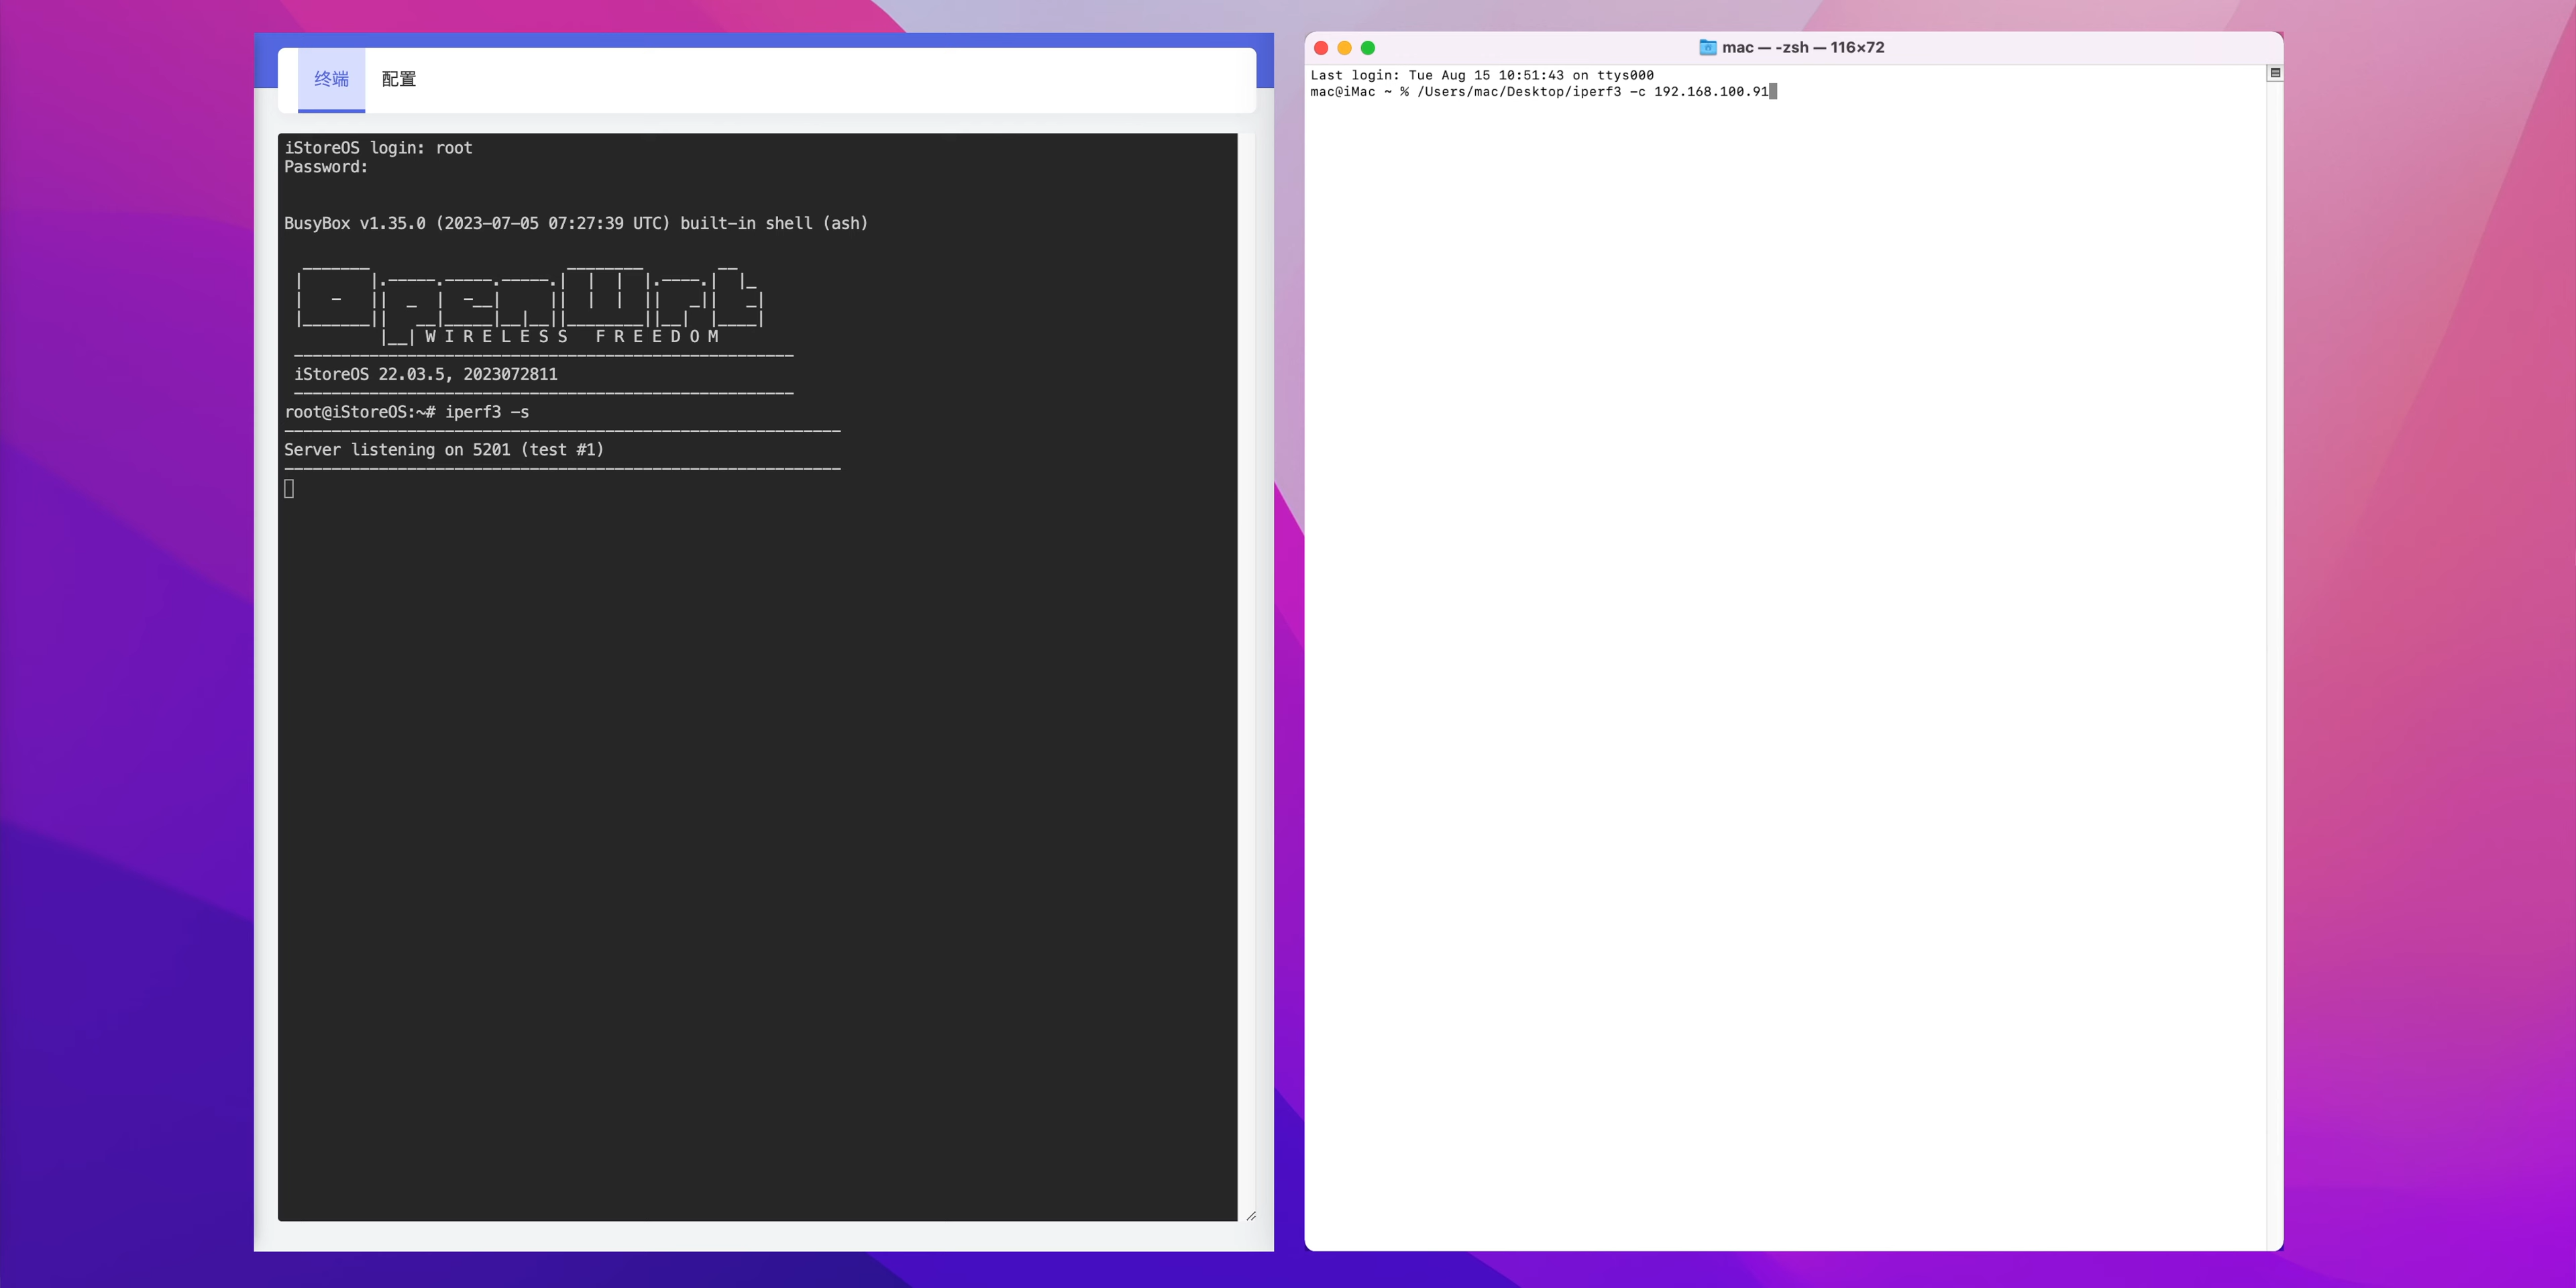 终端 配置
iStoreOS login: root
Password:
BusyBox v1.35.0 (2023-07-05 07:27:39 UTC) built-in shell (ash)
OpenWrt
W I R E L E S S   F R E E D O M
iStoreOS 22.03.5, 2023072811
root@iStoreOS:~# iperf3 -s
Server listening on 5201 (test #1)
mac — -zsh — 116×72
Last login: Tue Aug 15 10:51:43 on ttys000
mac@iMac ~ % /Users/mac/Desktop/iperf3 -c 192.168.100.91